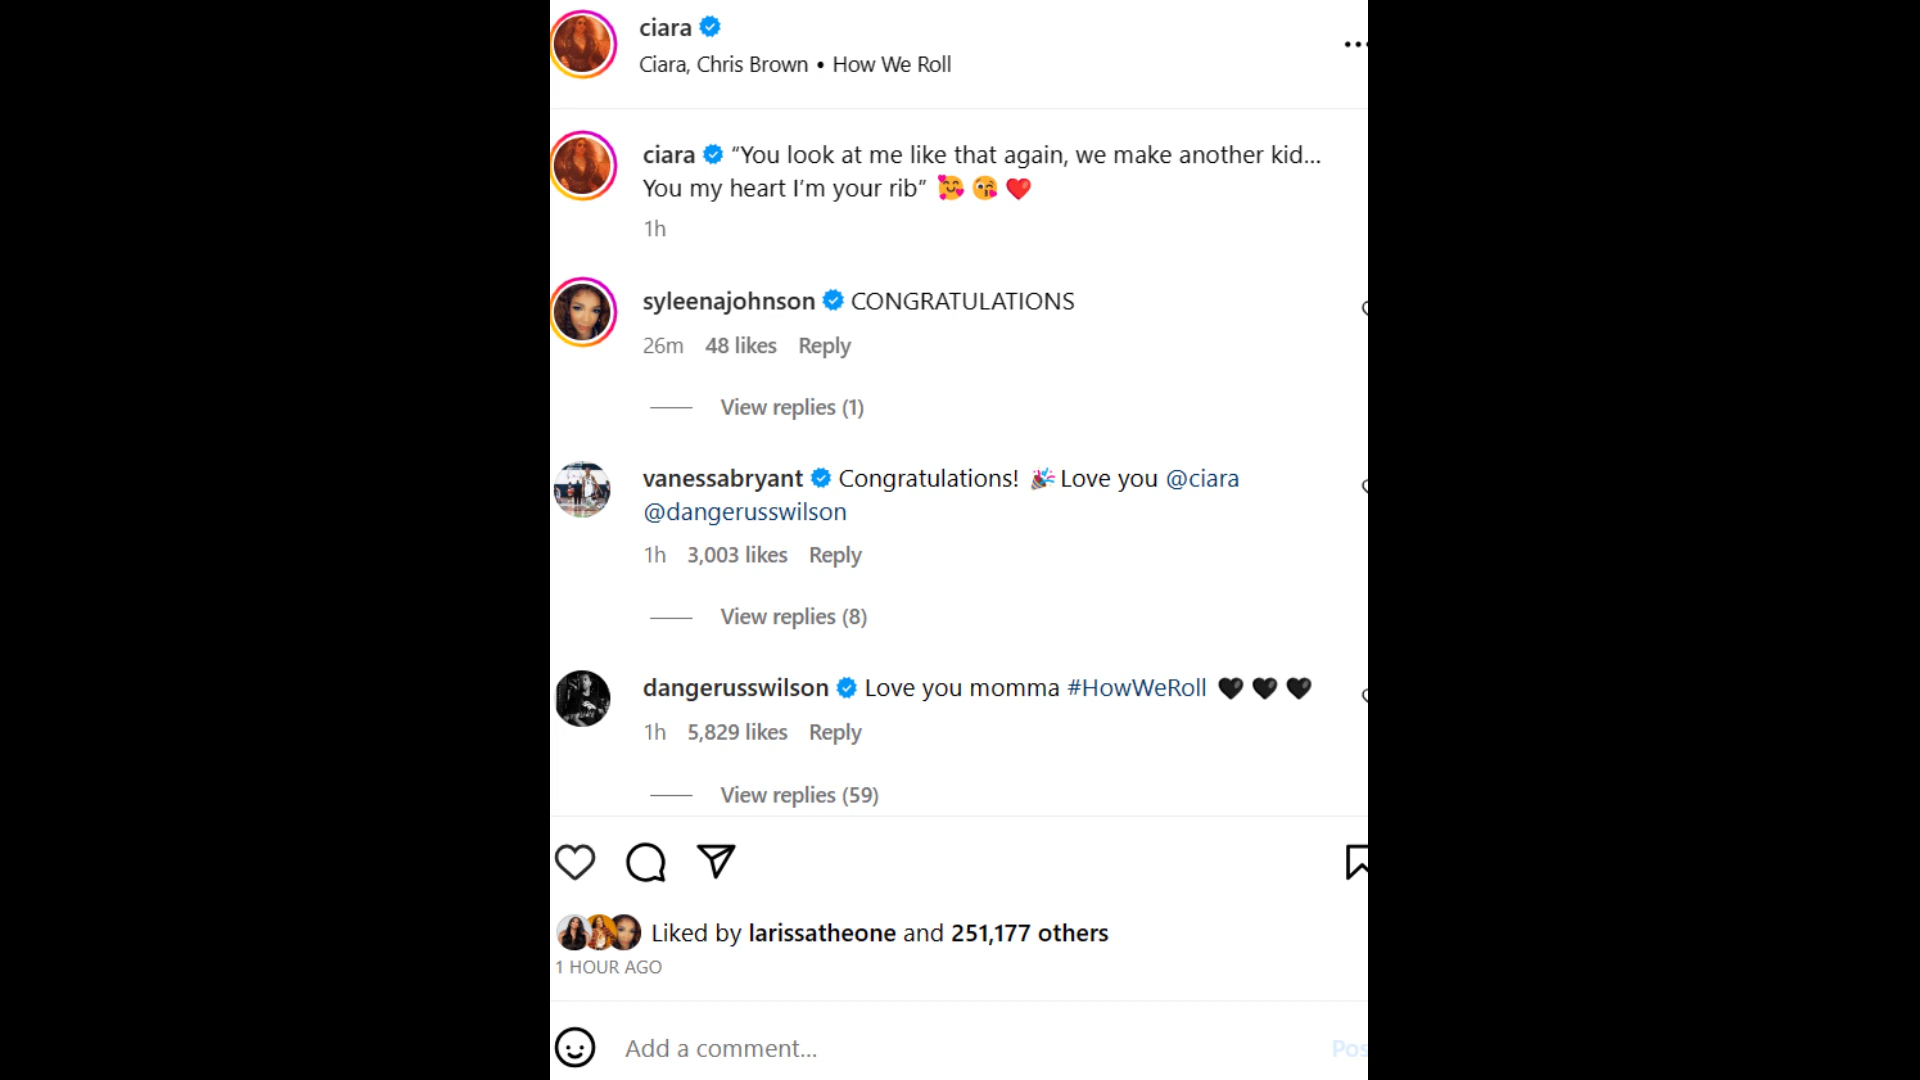 ciara
Ciara, Chris Brown • How We Roll
ciara “You look at me like that again, we make another kid...
You my heart I’m your rib” 🥰 😘 ❤️
1h
syleenajohnson CONGRATULATIONS
26m 48 likes Reply
View replies (1)
vanessabryant Congratulations! 🎉 Love you @ciara
@dangerusswilson
1h 3,003 likes Reply
View replies (8)
dangerusswilson Love you momma #HowWeRoll 🖤 🖤 🖤
1h 5,829 likes Reply
View replies (59)
Liked by larissatheone and 251,177 others
1 HOUR AGO
Add a comment... Pos